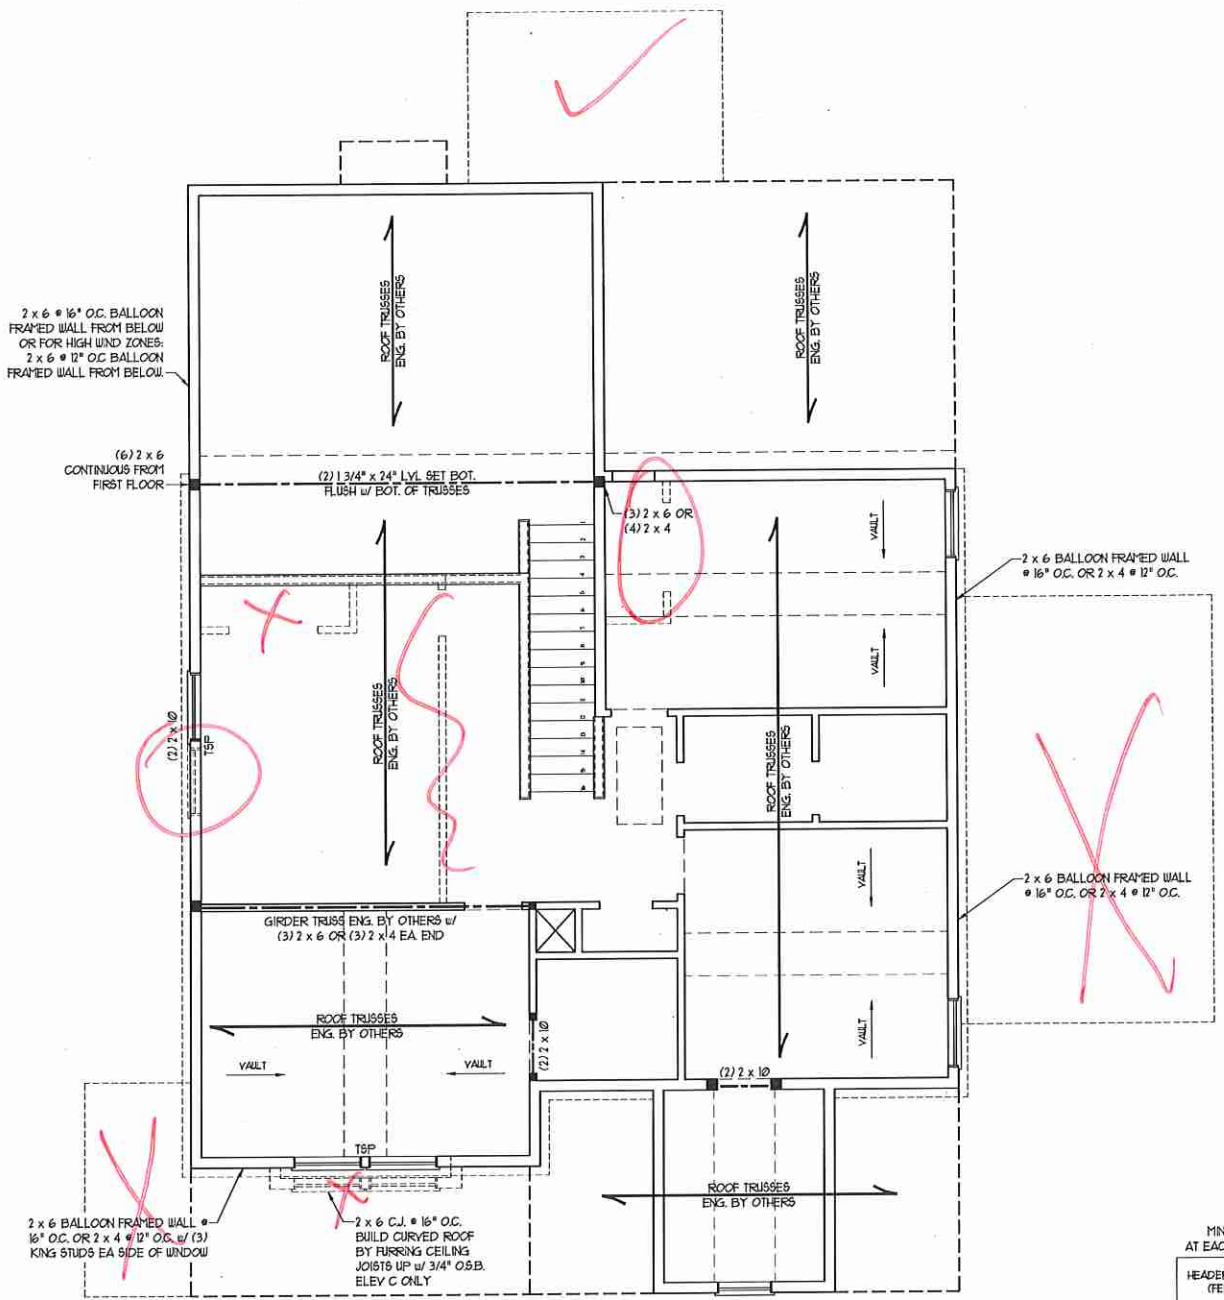 ROOF TRUSSES
ENG. BY OTHERS
ROOF TRUSSES
ENG. BY OTHERS
2 x 6 @ 16" O.C. BALLOON
FRAMED WALL FROM BELOW
OR FOR HIGH WIND ZONES:
2 x 6 @ 12" O.C BALLOON
FRAMED WALL FROM BELOW.
(6) 2 x 6
CONTINUOUS FROM
FIRST FLOOR
(2) 1 3/4" x 24" LVL SET BOT.
FLUSH w/ BOT. OF TRUSSES
(3) 2 x 6 OR
(4) 2 x 4
VAULT
VAULT
2 x 6 BALLOON FRAMED WALL
@ 16" O.C. OR 2 x 4 @ 12" O.C.
(2) 2 x 10
TSP
ROOF TRUSSES
ENG. BY OTHERS
ROOF TRUSSES
ENG. BY OTHERS
2 x 6 BALLOON FRAMED WALL
@ 16" O.C. OR 2 x 4 @ 12" O.C.
VAULT
VAULT
GIRDER TRUSS ENG. BY OTHERS w/
(3) 2 x 6 OR (3) 2 x 4 EA. END
ROOF TRUSSES
ENG. BY OTHERS
VAULT
VAULT
(2) 2 x 10
(2) 2 x 10
TSP
ROOF TRUSSES
ENG. BY OTHERS
2 x 6 BALLOON FRAMED WALL @
16" O.C. OR 2 x 4 @ 12" O.C. w/ (3)
KING STUDS EA SIDE OF WINDOW
2 x 6 C.J. @ 16" O.C.
BUILD CURVED ROOF
BY FURRING CEILING
JOISTS UP w/ 3/4" O.S.B.
ELEV C ONLY
MIN
AT EAC
HEADE
(FE